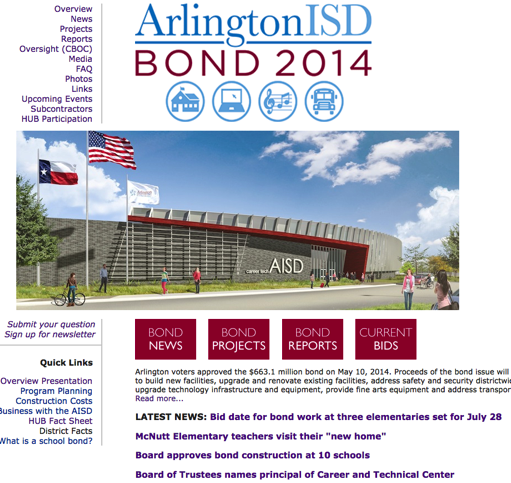 Overview
News
Projects
Reports
Oversight (CBOC)
Media
FAQ
Photos
Links
Upcoming Events
Subcontractors
HUB Participation
ArlingtonISD
BOND 2014
career tech AISD
Submit your question
Sign up for newsletter
Quick Links
Overview Presentation
Program Planning
Construction Costs
Business with the AISD
HUB Fact Sheet
District Facts
What is a school bond?
BOND NEWS
BOND PROJECTS
BOND REPORTS
CURRENT BIDS
Arlington voters approved the $663.1 million bond on May 10, 2014. Proceeds of the bond issue will
to build new facilities, upgrade and renovate existing facilities, address safety and security districtwi
upgrade technology infrastructure and equipment, provide fine arts equipment and address transpor
Read more...
LATEST NEWS: Bid date for bond work at three elementaries set for July 28
McNutt Elementary teachers visit their "new home"
Board approves bond construction at 10 schools
Board of Trustees names principal of Career and Technical Center